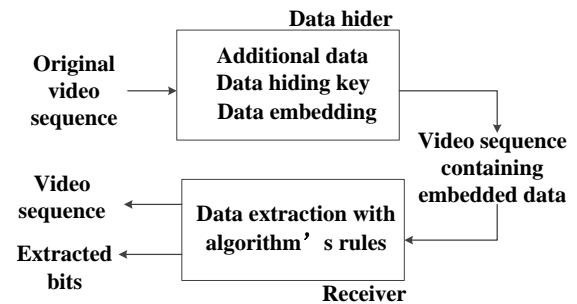 Data hider
Original
video
sequence
Additional data
Data hiding key
Data embedding
Video sequence
containing
embedded data
Video
sequence
Extracted
bits
Data extraction with
algorithm’s rules
Receiver